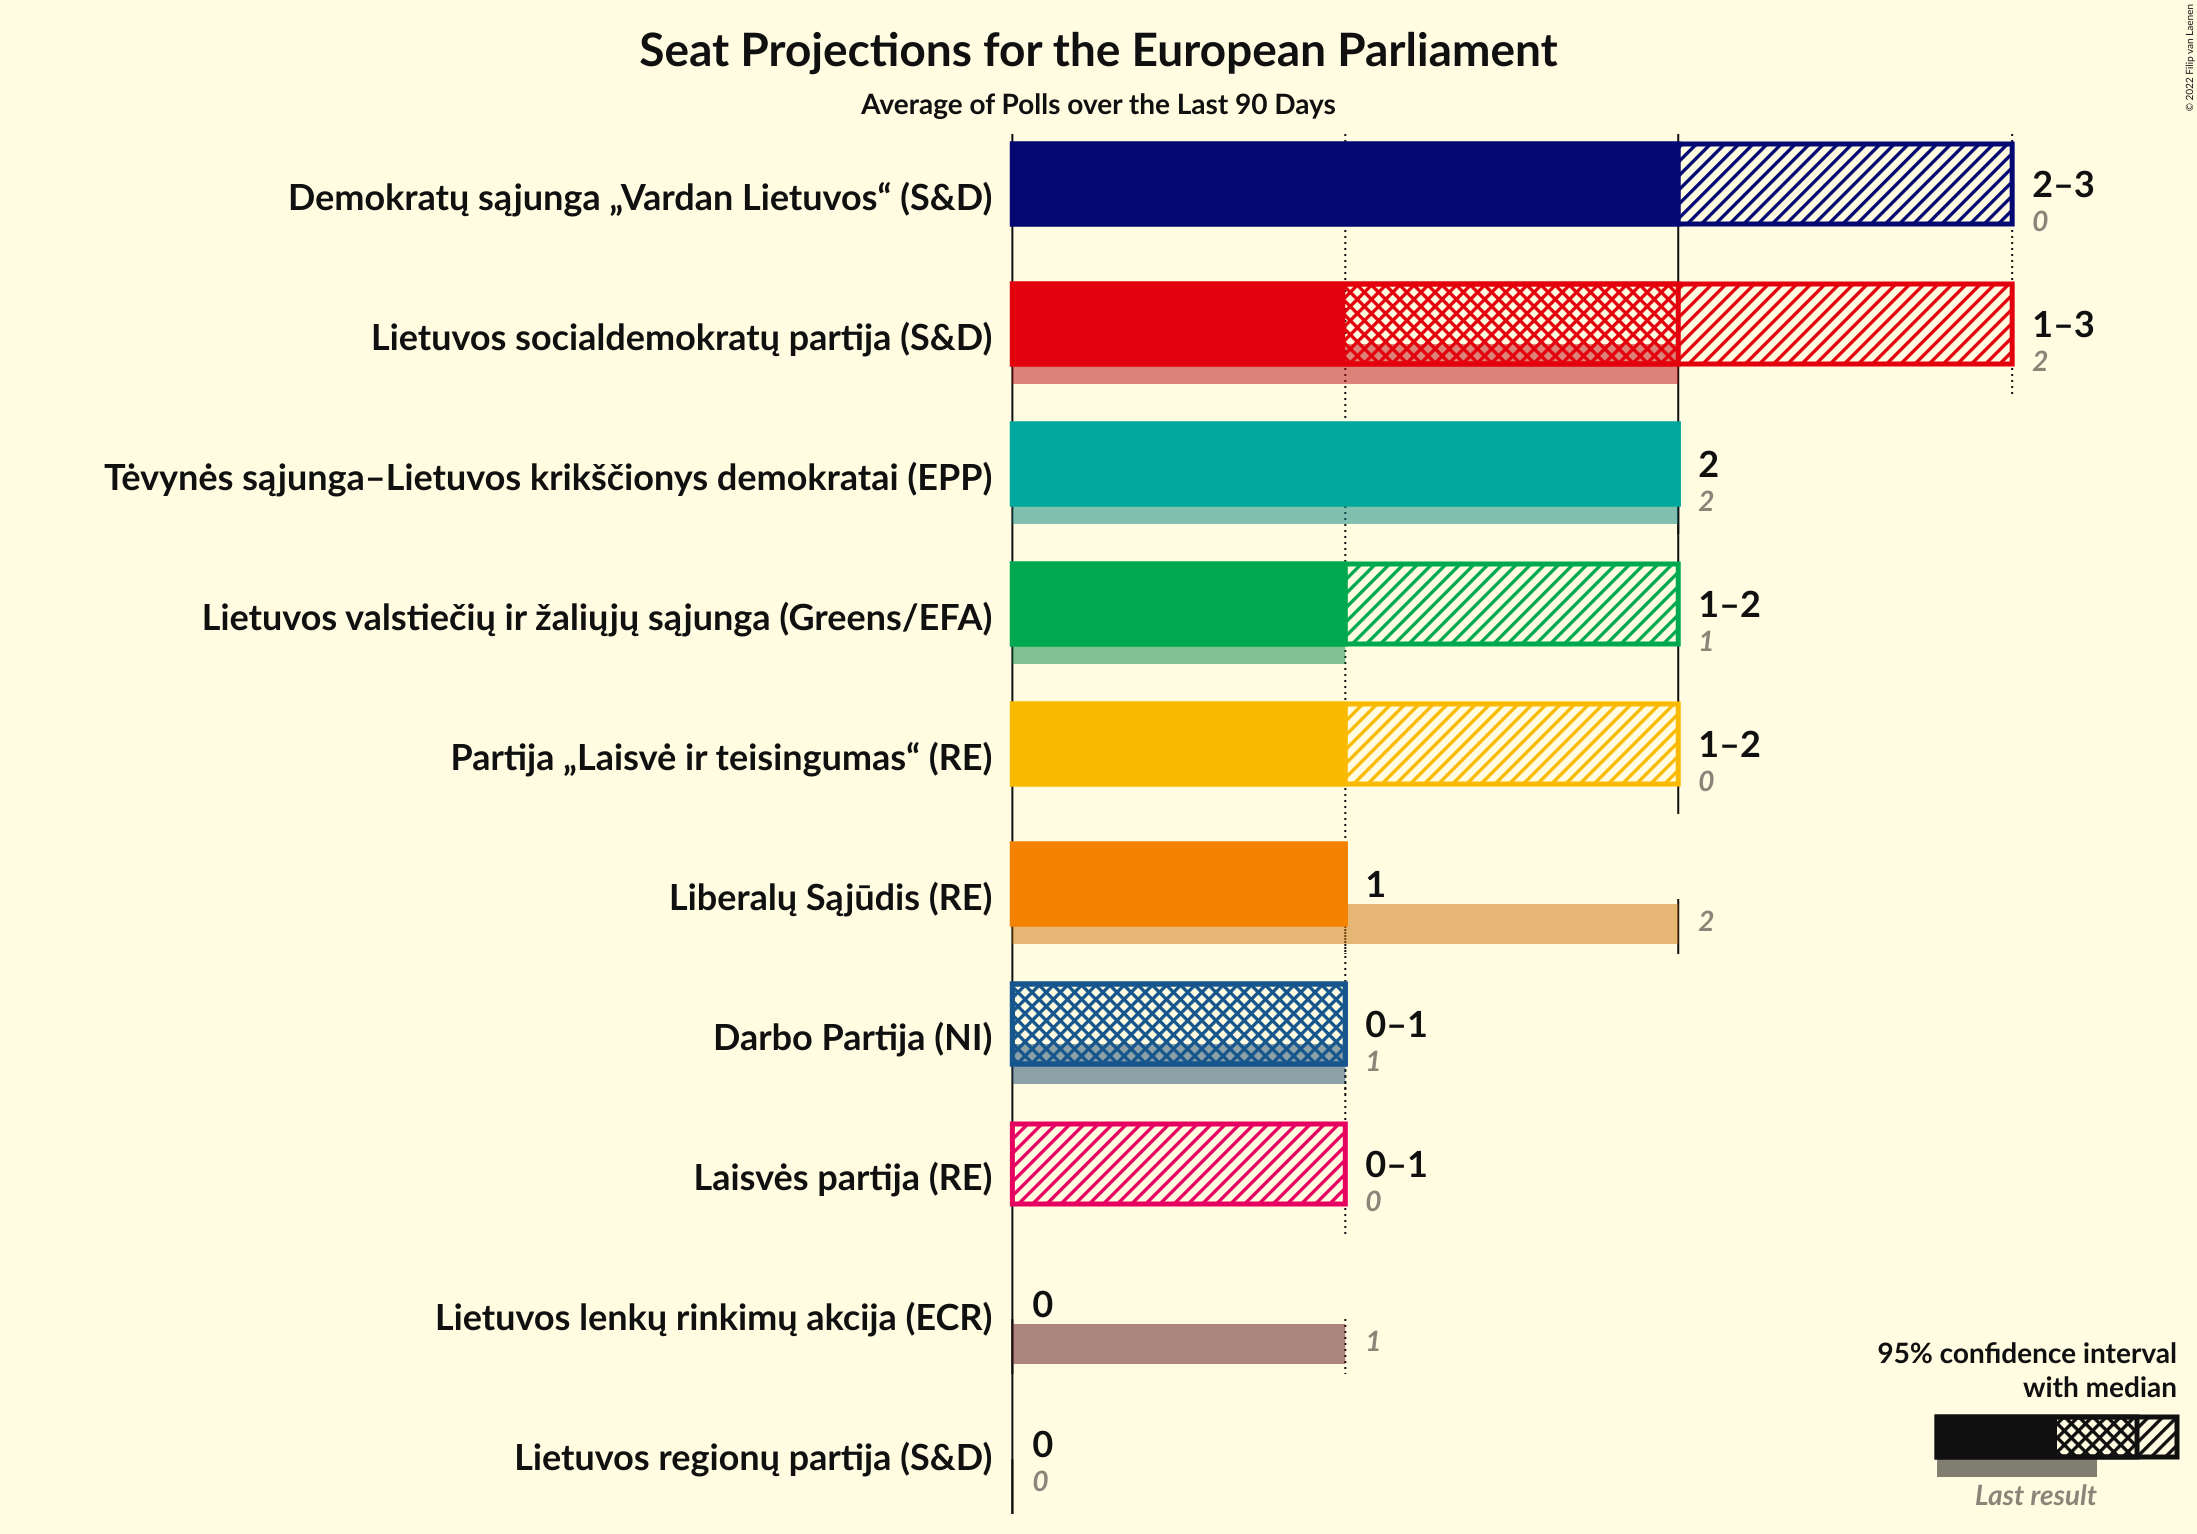 Seat Projections for the European Parliament
Average of Polls over the Last 90 Days
© 2022 Filip van Laenen
Demokratų sąjunga „Vardan Lietuvos“ (S&D)
2–3
0
Lietuvos socialdemokratų partija (S&D)
1–3
2
Tėvynės sąjunga–Lietuvos krikščionys demokratai (EPP)
2
2
Lietuvos valstiečių ir žaliųjų sąjunga (Greens/EFA)
1–2
1
Partija „Laisvė ir teisingumas“ (RE)
1–2
0
Liberalų Sąjūdis (RE)
1
2
Darbo Partija (NI)
0–1
1
Laisvės partija (RE)
0–1
0
Lietuvos lenkų rinkimų akcija (ECR)
0
1
Lietuvos regionų partija (S&D)
0
0
95% confidence interval
with median
Last result